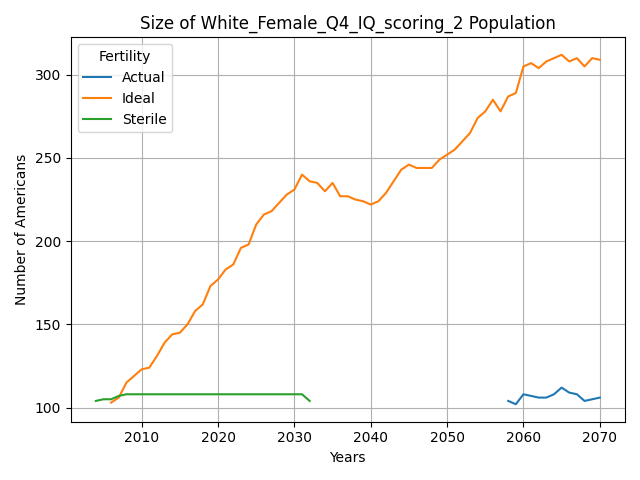 Size of White_Female_Q4_IQ_scoring_2 Population
Fertility
Actual
Ideal
Sterile
Number of Americans
300
250
200
150
100
2010 2020 2030 2040 2050 2060 2070
Years